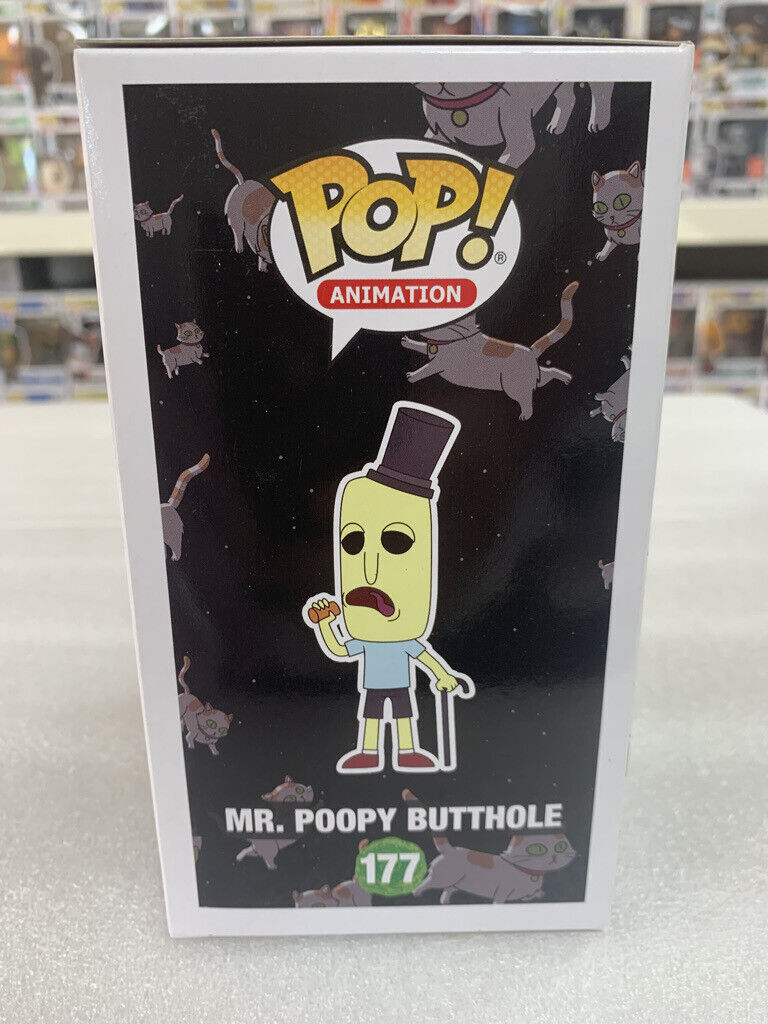 POP!®
ANIMATION
MR. POOPY BUTTHOLE
177